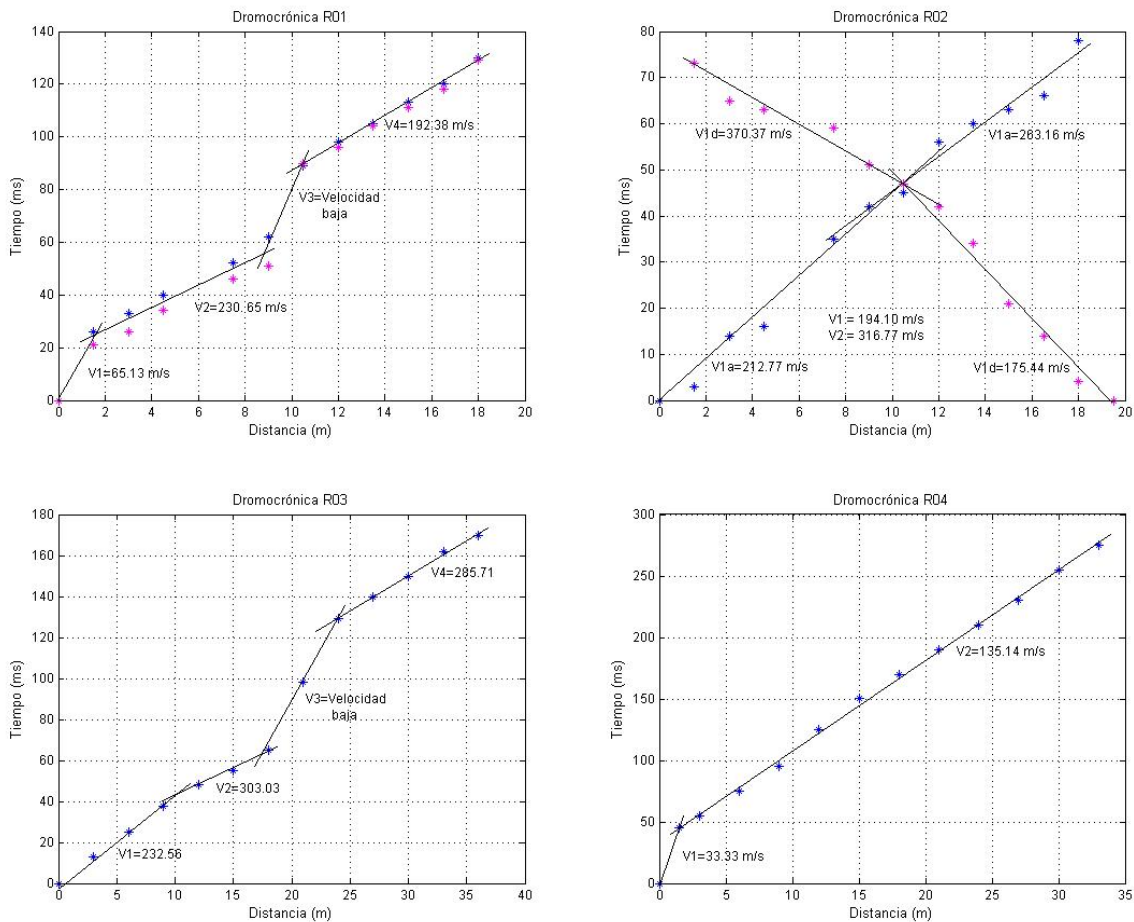 Dromocrónica R01
140
120
100
80
60
40
20
0
Tiempo (ms)
V4=192.38 m/s
V3=Velocidad
baja
V2=230.65 m/s
V1=65.13 m/s
0 2 4 6 8 10 12 14 16 18 20
Distancia (m)
Dromocrónica R02
80
70
60
50
40
30
20
10
0
Tiempo (ms)
V1d=370.37 m/s
V1a=263.16 m/s
V1:= 194.10 m/s
V2:= 316.77 m/s
V1a=212.77 m/s
V1d=175.44 m/s
0 2 4 6 8 10 12 14 16 18 20
Distancia (m)
Dromocrónica R03
180
160
140
120
100
80
60
40
20
0
Tiempo (ms)
V4=285.71
V3=Velocidad
baja
V2=303.03
V1=232.56
0 5 10 15 20 25 30 35 40
Distancia (m)
Dromocrónica R04
300
250
200
150
100
50
0
Tiempo (ms)
V2=135.14 m/s
V1=33.33 m/s
0 5 10 15 20 25 30 35
Distancia (m)